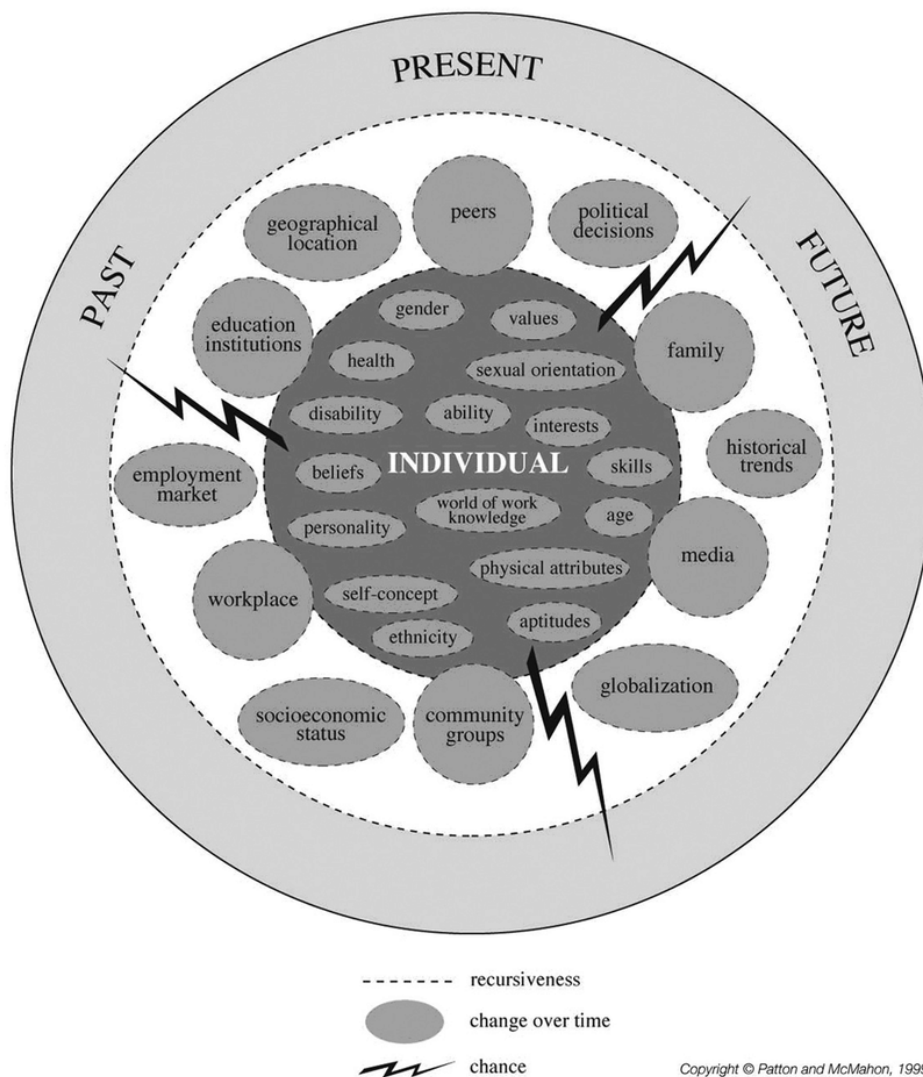 PRESENT
PAST
FUTURE
peers
political
decisions
geographical
location
education
institutions
family
gender
values
health
sexual orientation
disability
ability
interests
INDIVIDUAL
beliefs
skills
employment
market
historical
trends
world of work
knowledge
age
personality
physical attributes
media
workplace
self-concept
aptitudes
ethnicity
globalization
socioeconomic
status
community
groups
recursiveness
change over time
chance
Copyright © Patton and McMahon, 199